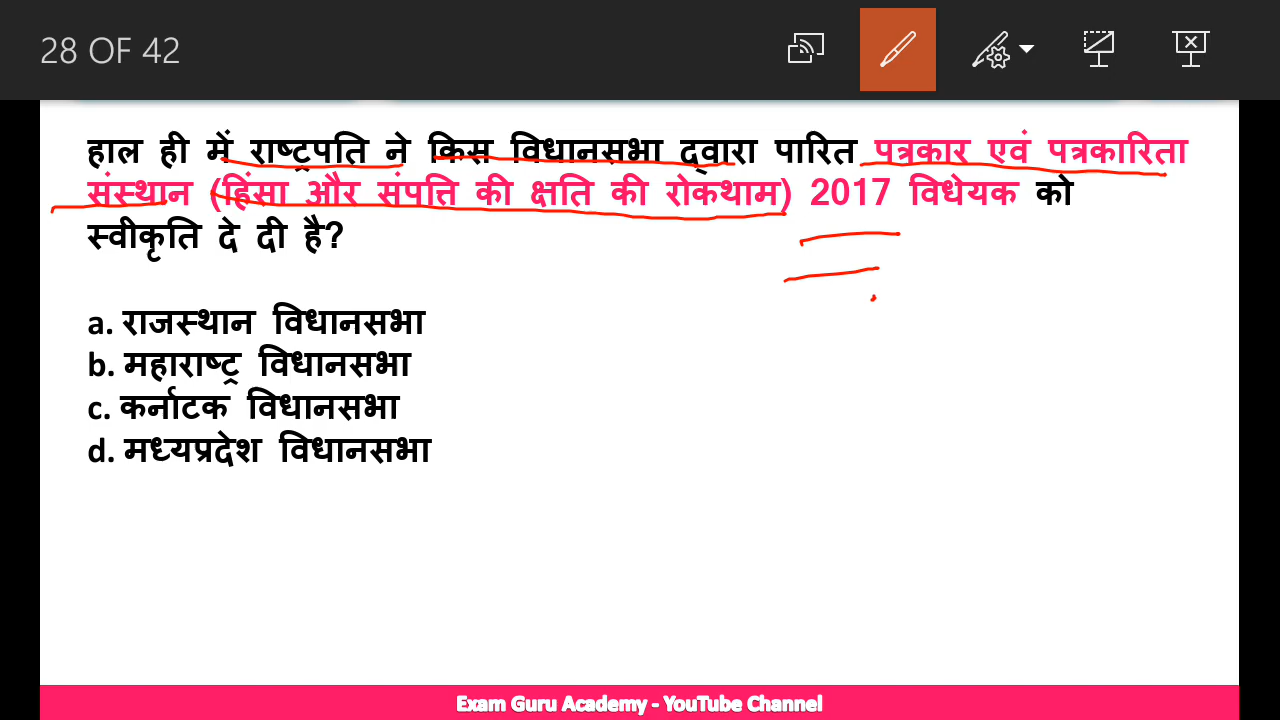 28 OF 42
हाल ही में राष्ट्रपति ने किस विधानसभा द्वारा पारित पत्रकार एवं पत्रकारिता
संस्थान (हिंसा और संपत्ति की क्षति की रोकथाम) 2017 विधेयक को
स्वीकृति दे दी है?
a. राजस्थान विधानसभा
b. महाराष्ट्र विधानसभा
c. कर्नाटक विधानसभा
d. मध्यप्रदेश विधानसभा
Exam Guru Academy - YouTube Channel